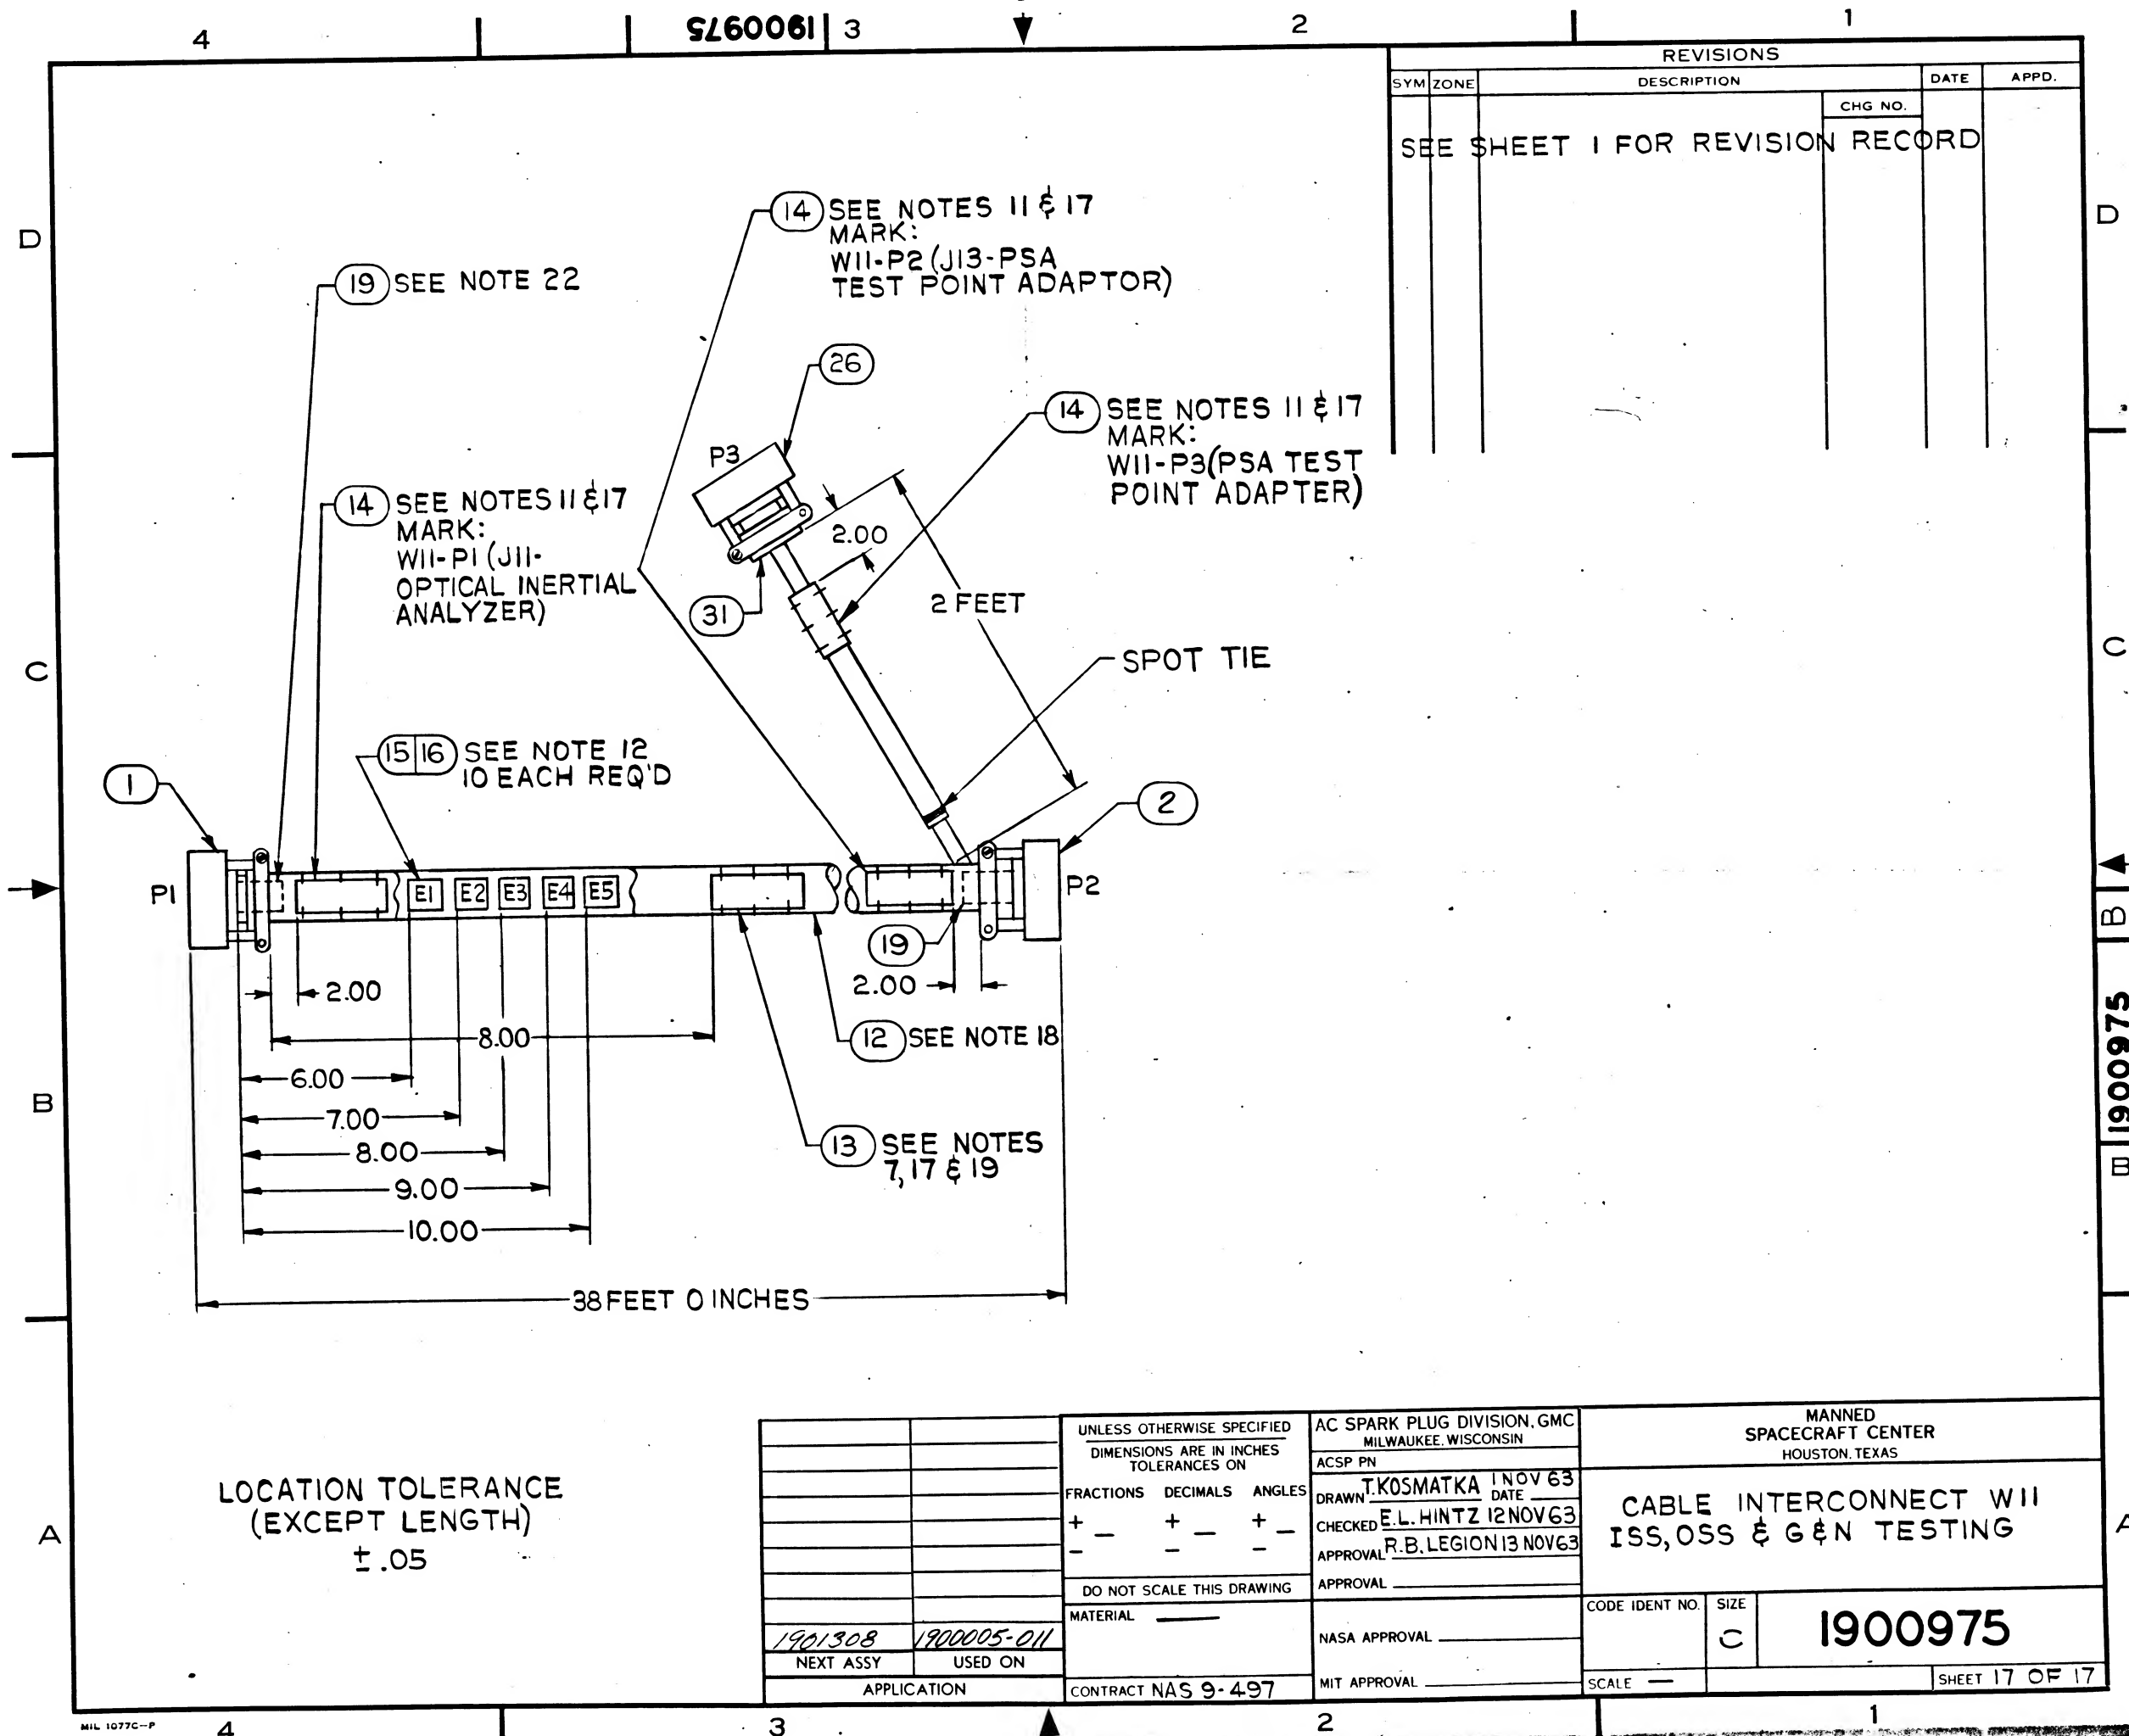 4
1900975
3
2
1
REVISIONS
SYM ZONE DESCRIPTION DATE APPD.
CHG NO.
SEE SHEET 1 FOR REVISION RECORD
D
D
14 SEE NOTES 11 & 17
MARK:
W11-P2 (J13-PSA
TEST POINT ADAPTOR)
19 SEE NOTE 22
26
14 SEE NOTES 11 & 17
MARK:
W11-P3(PSA TEST
POINT ADAPTER)
P3
14 SEE NOTES 11 & 17
MARK:
W11-P1 (J11-
OPTICAL INERTIAL
ANALYZER)
2.00
2 FEET
31
SPOT TIE
C
C
15 16 SEE NOTE 12
10 EACH REQ'D
1
2
P1
E1 E2 E3 E4 E5
P2
19
2.00
2.00
8.00
12 SEE NOTE 18
6.00
7.00
8.00
13 SEE NOTES
7, 17 & 19
9.00
10.00
38 FEET 0 INCHES
B
B
1900975
B
LOCATION TOLERANCE
(EXCEPT LENGTH)
± .05
A
A
1901308 1900005-011
NEXT ASSY USED ON
APPLICATION
UNLESS OTHERWISE SPECIFIED
DIMENSIONS ARE IN INCHES
TOLERANCES ON
FRACTIONS DECIMALS ANGLES
+ — + — + —
- - -
DO NOT SCALE THIS DRAWING
MATERIAL —
CONTRACT NAS 9-497
AC SPARK PLUG DIVISION, GMC
MILWAUKEE, WISCONSIN
ACSP PN
DRAWN T.KOSMATKA DATE 1 NOV 63
CHECKED E.L. HINTZ 12 NOV 63
APPROVAL R.B. LEGION 13 NOV 63
APPROVAL
NASA APPROVAL
MIT APPROVAL
MANNED
SPACECRAFT CENTER
HOUSTON, TEXAS
CABLE INTERCONNECT W11
ISS, OSS & G&N TESTING
CODE IDENT NO. SIZE
C
1900975
SCALE —
SHEET 17 OF 17
MIL 1077C-P
4
3
2
1